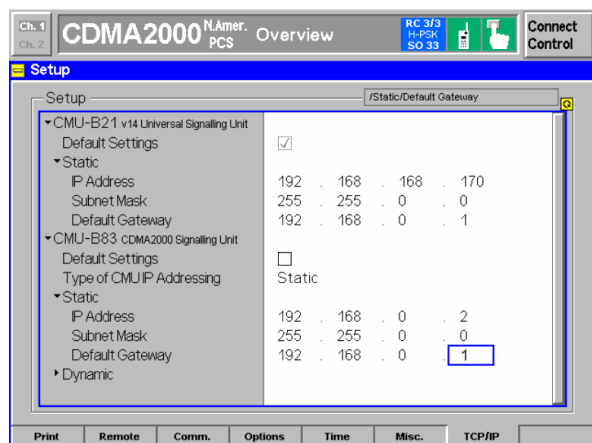 Ch. 1
Ch. 2
CDMA2000 N.Amer. PCS Overview
RC 3/3
H-PSK
SO 33
Connect Control
Setup
Setup
/Static/Default Gateway
CMU-B21 v14 Universal Signalling Unit
Default Settings
Static
IP Address 192 . 168 . 168 . 170
Subnet Mask 255 . 255 . 0 . 0
Default Gateway 192 . 168 . 0 . 1
CMU-B83 CDMA2000 Signalling Unit
Default Settings
Type of CMU IP Addressing Static
Static
IP Address 192 . 168 . 0 . 2
Subnet Mask 255 . 255 . 0 . 0
Default Gateway 192 . 168 . 0 . 1
Dynamic
Print Remote Comm. Options Time Misc. TCP/IP